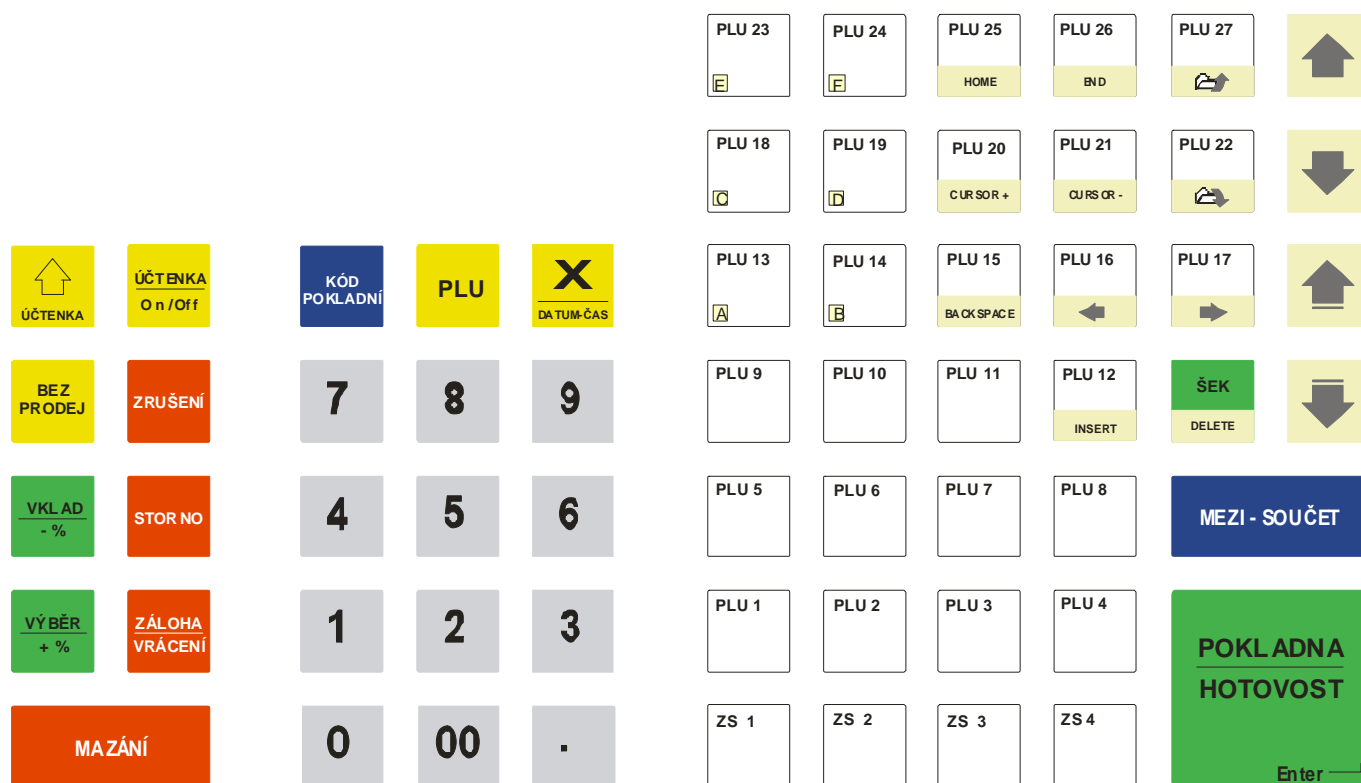 PLU 23
PLU 24
PLU 25
PLU 26
PLU 27
E
F
HOME
END
PLU 18
PLU 19
PLU 20
PLU 21
PLU 22
C
D
CURSOR +
CURSOR -
PLU 13
PLU 14
PLU 15
PLU 16
PLU 17
A
B
BACKSPACE
ÚČTENKA
ÚČTENKA
On/Off
KÓD
POKLADNÍ
PLU
X
DATUM-ČAS
BEZ
PRODEJ
ZRUŠENÍ
7
8
9
PLU 9
PLU 10
PLU 11
PLU 12
INSERT
ŠEK
DELETE
VKLAD
- %
STORNO
4
5
6
PLU 5
PLU 6
PLU 7
PLU 8
MEZI - SOUČET
VÝBĚR
+ %
ZÁLOHA
VRÁCENÍ
1
2
3
PLU 1
PLU 2
PLU 3
PLU 4
POKLADNA
HOTOVOST
Enter
MAZÁNÍ
0
00
.
ZS 1
ZS 2
ZS 3
ZS 4